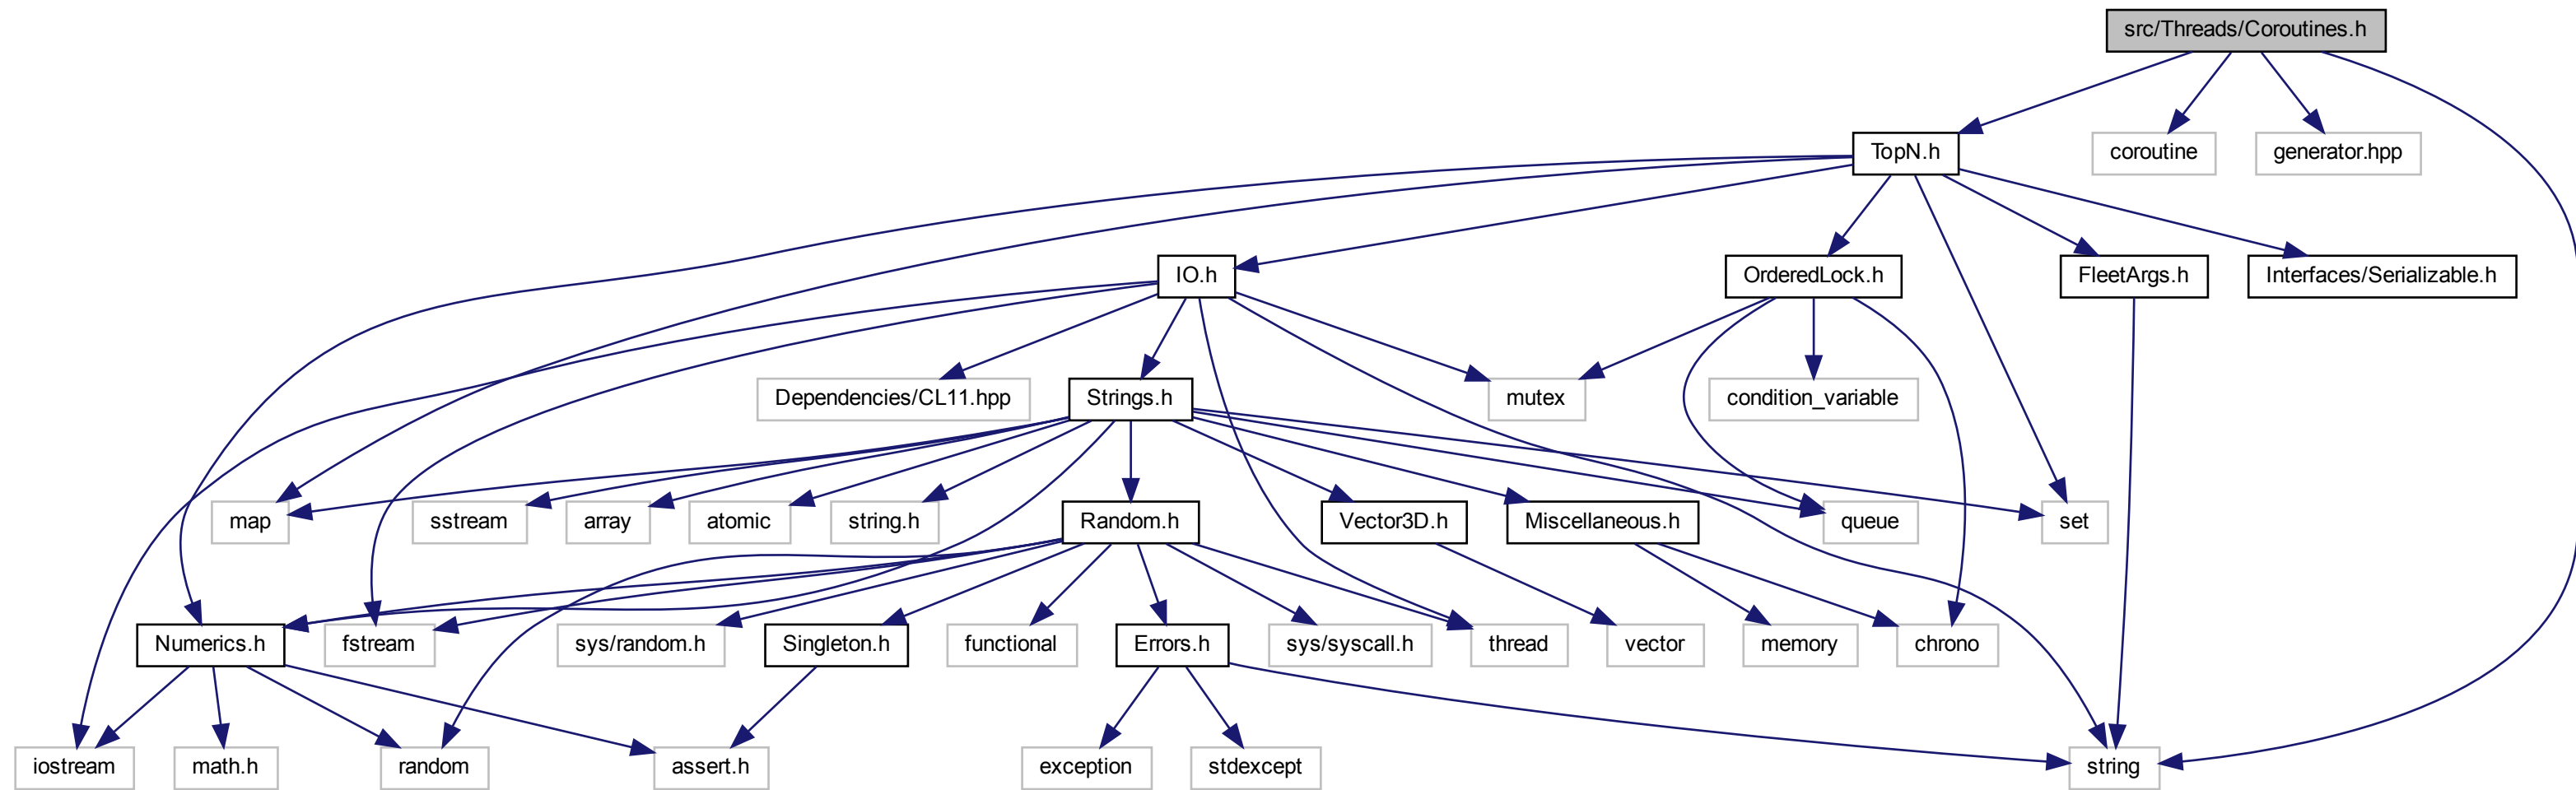 src/Threads/Coroutines.h
TopN.h
coroutine
generator.hpp
IO.h
OrderedLock.h
FleetArgs.h
Interfaces/Serializable.h
Dependencies/CL11.hpp
Strings.h
mutex
condition_variable
map
sstream
array
atomic
string.h
Random.h
Vector3D.h
Miscellaneous.h
queue
set
Numerics.h
fstream
sys/random.h
Singleton.h
functional
Errors.h
sys/syscall.h
thread
vector
memory
chrono
iostream
math.h
random
assert.h
exception
stdexcept
string